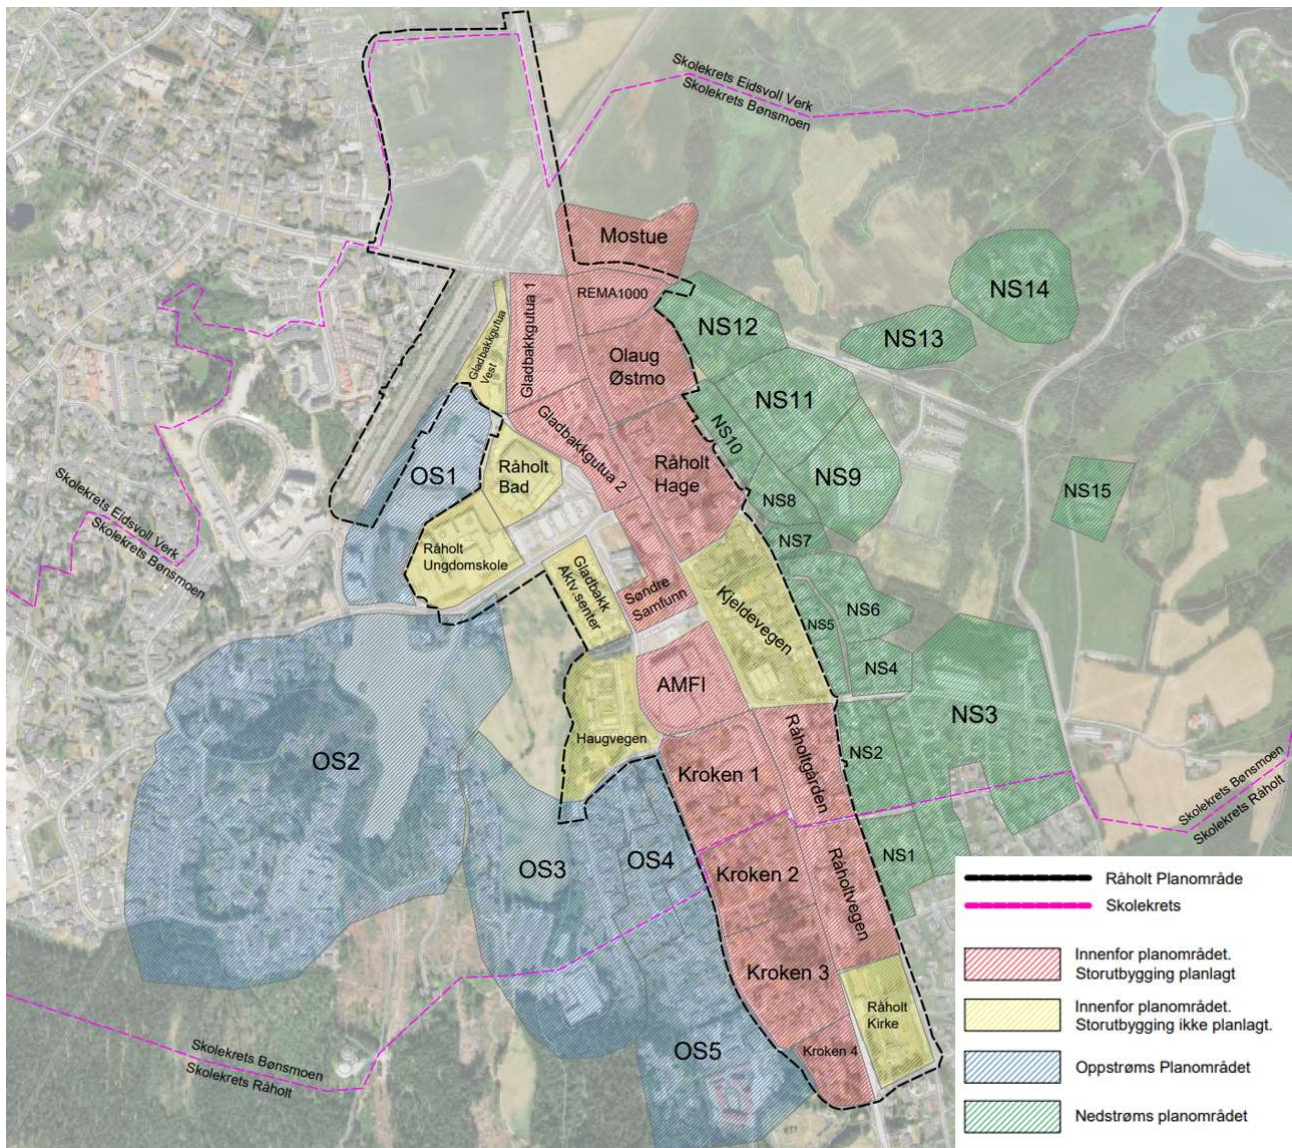 Skolekrets Eidsvoll Verk
Skolekrets Bønsmoen
Mostue
REMA1000
Gladbakkgutua 1
Gladbakkgutua
Vest
Olaug
Østmo
NS12
NS13
NS14
NS11
NS10
NS9
NS8
NS7
NS15
OS1
Råholt
Bad
Gladbakkgutua 2
Råholt
Hage
Råholt
Ungdomskole
Skolekrets Eidsvoll Verk
Skolekrets Bønsmoen
Gladbakk
Aktv.senter
Søndre
Samfunn
Kjeldevegen
NS6
NS5
NS4
NS3
NS2
NS1
AMFI
Haugvegen
OS2
Kroken 1
Råholtgården
Skolekrets Bønsmoen
Skolekrets Råholt
OS3
OS4
Kroken 2
Råholtvegen
Kroken 3
Råholt
Kirke
Kroken 4
OS5
Skolekrets Bønsmoen
Skolekrets Råholt
Råholt Planområde
Skolekrets
Innenfor planområdet.
Storutbygging planlagt
Innenfor planområdet.
Storutbygging ikke planlagt.
Oppstrøms Planområdet
Nedstrøms planområdet